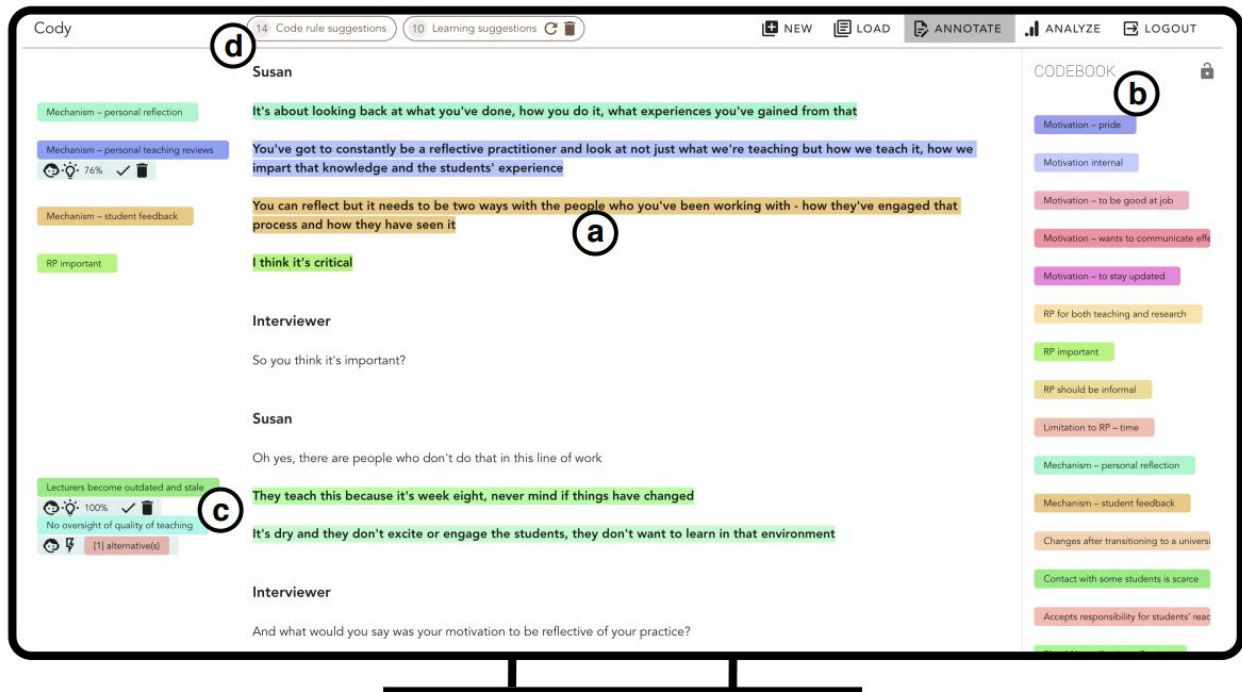 Cody
14 Code rule suggestions
10 Learning suggestions
NEW
LOAD
ANNOTATE
ANALYZE
LOGOUT
d
Susan
Mechanism – personal reflection
It's about looking back at what you've done, how you do it, what experiences you've gained from that
Mechanism – personal teaching reviews
76%
You've got to constantly be a reflective practitioner and look at not just what we're teaching but how we teach it, how we
impart that knowledge and the students' experience
Mechanism – student feedback
You can reflect but it needs to be two ways with the people who you've been working with - how they've engaged that
process and how they have seen it
a
RP important
I think it's critical
Interviewer
So you think it's important?
Susan
Oh yes, there are people who don't do that in this line of work
Lecturers become outdated and stale
100%
c
They teach this because it's week eight, never mind if things have changed
No oversight of quality of teaching
[1] alternative(s)
It's dry and they don't excite or engage the students, they don't want to learn in that environment
Interviewer
And what would you say was your motivation to be reflective of your practice?
CODEBOOK
b
Motivation – pride
Motivation internal
Motivation – to be good at job
Motivation – wants to communicate effe
Motivation – to stay updated
RP for both teaching and research
RP important
RP should be informal
Limitation to RP – time
Mechanism – personal reflection
Mechanism – student feedback
Changes after transitioning to a universi
Contact with some students is scarce
Accepts responsibility for students' reac